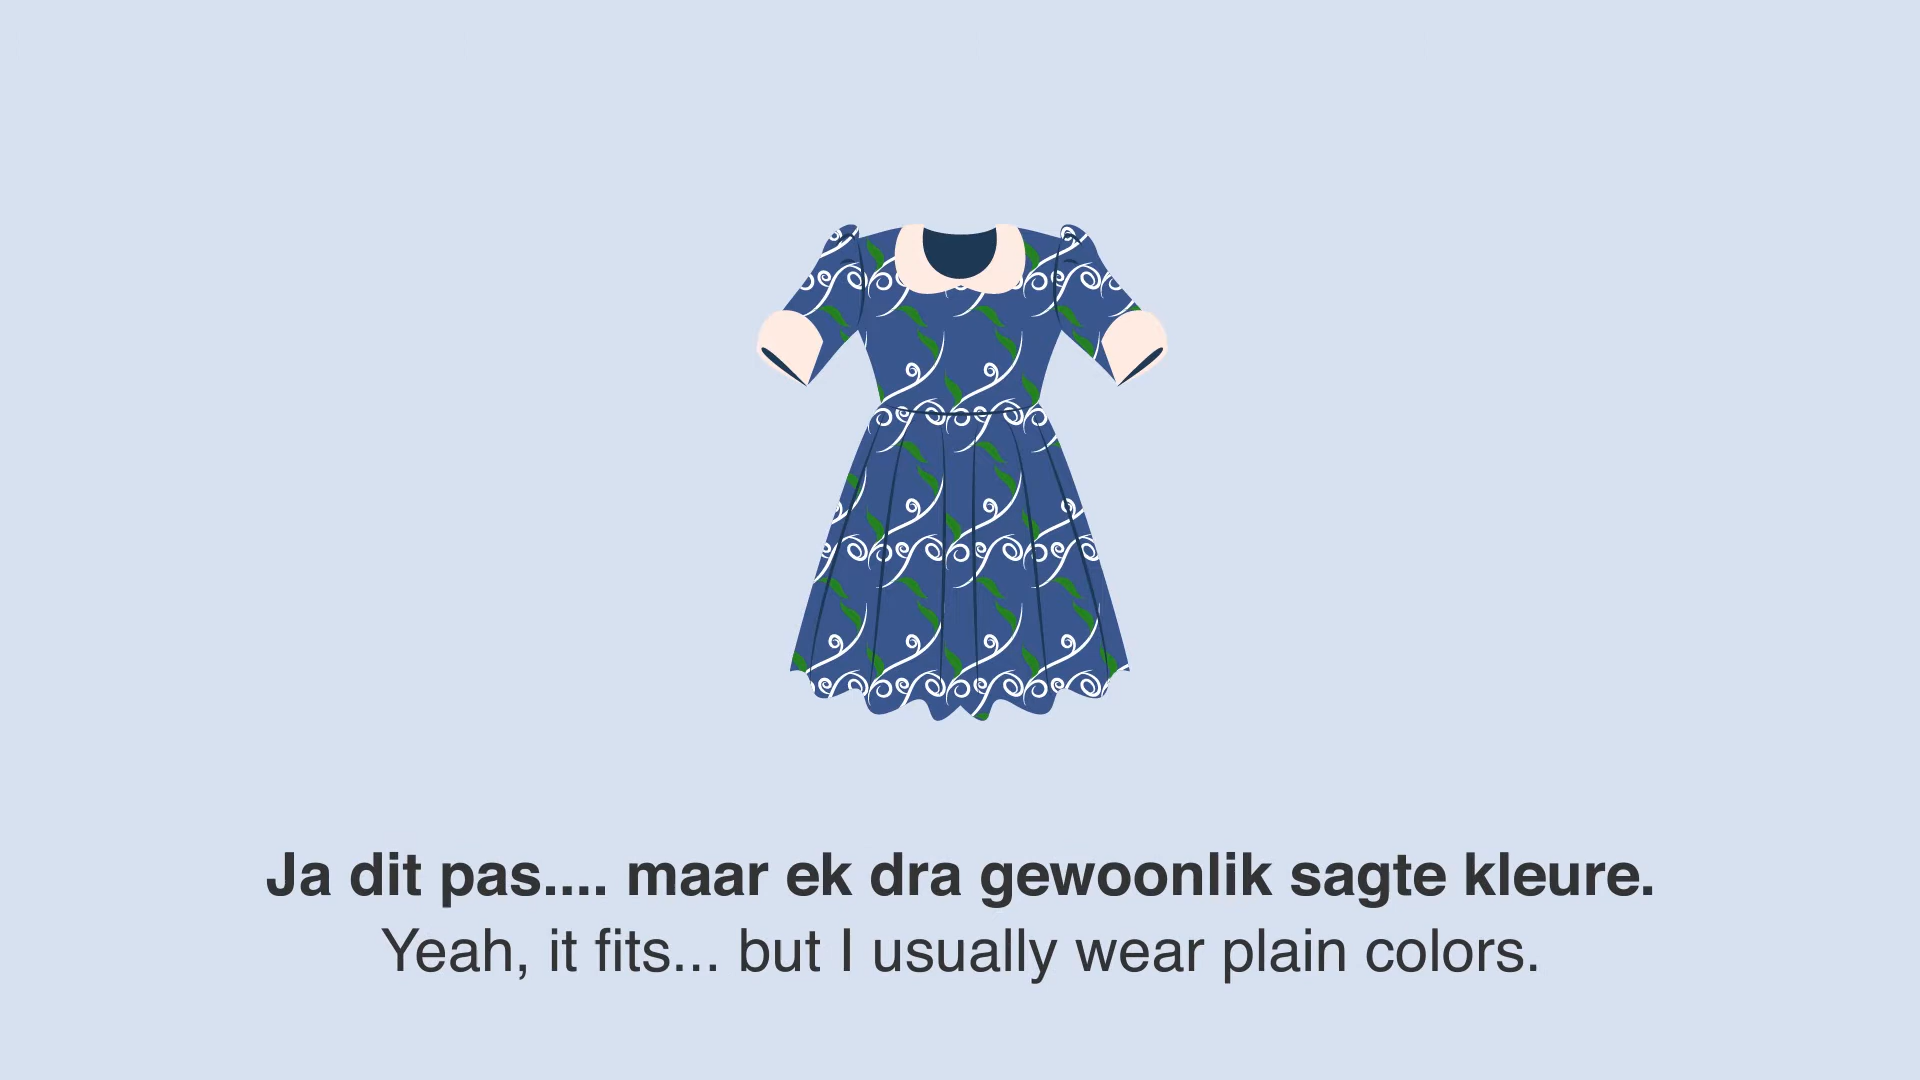 Ja dit pas.... maar ek dra gewoonlik sagte kleure.
Yeah, it fits... but I usually wear plain colors.